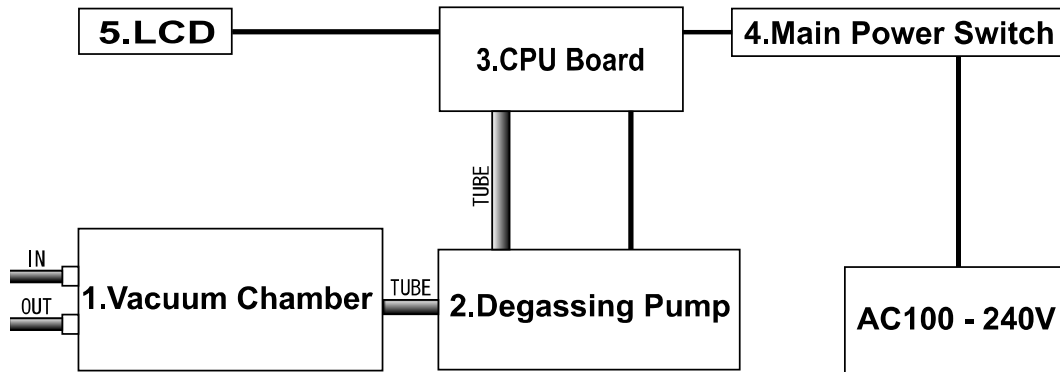 5.LCD
3.CPU Board
4.Main Power Switch
TUBE
IN
OUT
1.Vacuum Chamber
TUBE
2.Degassing Pump
AC100 - 240V